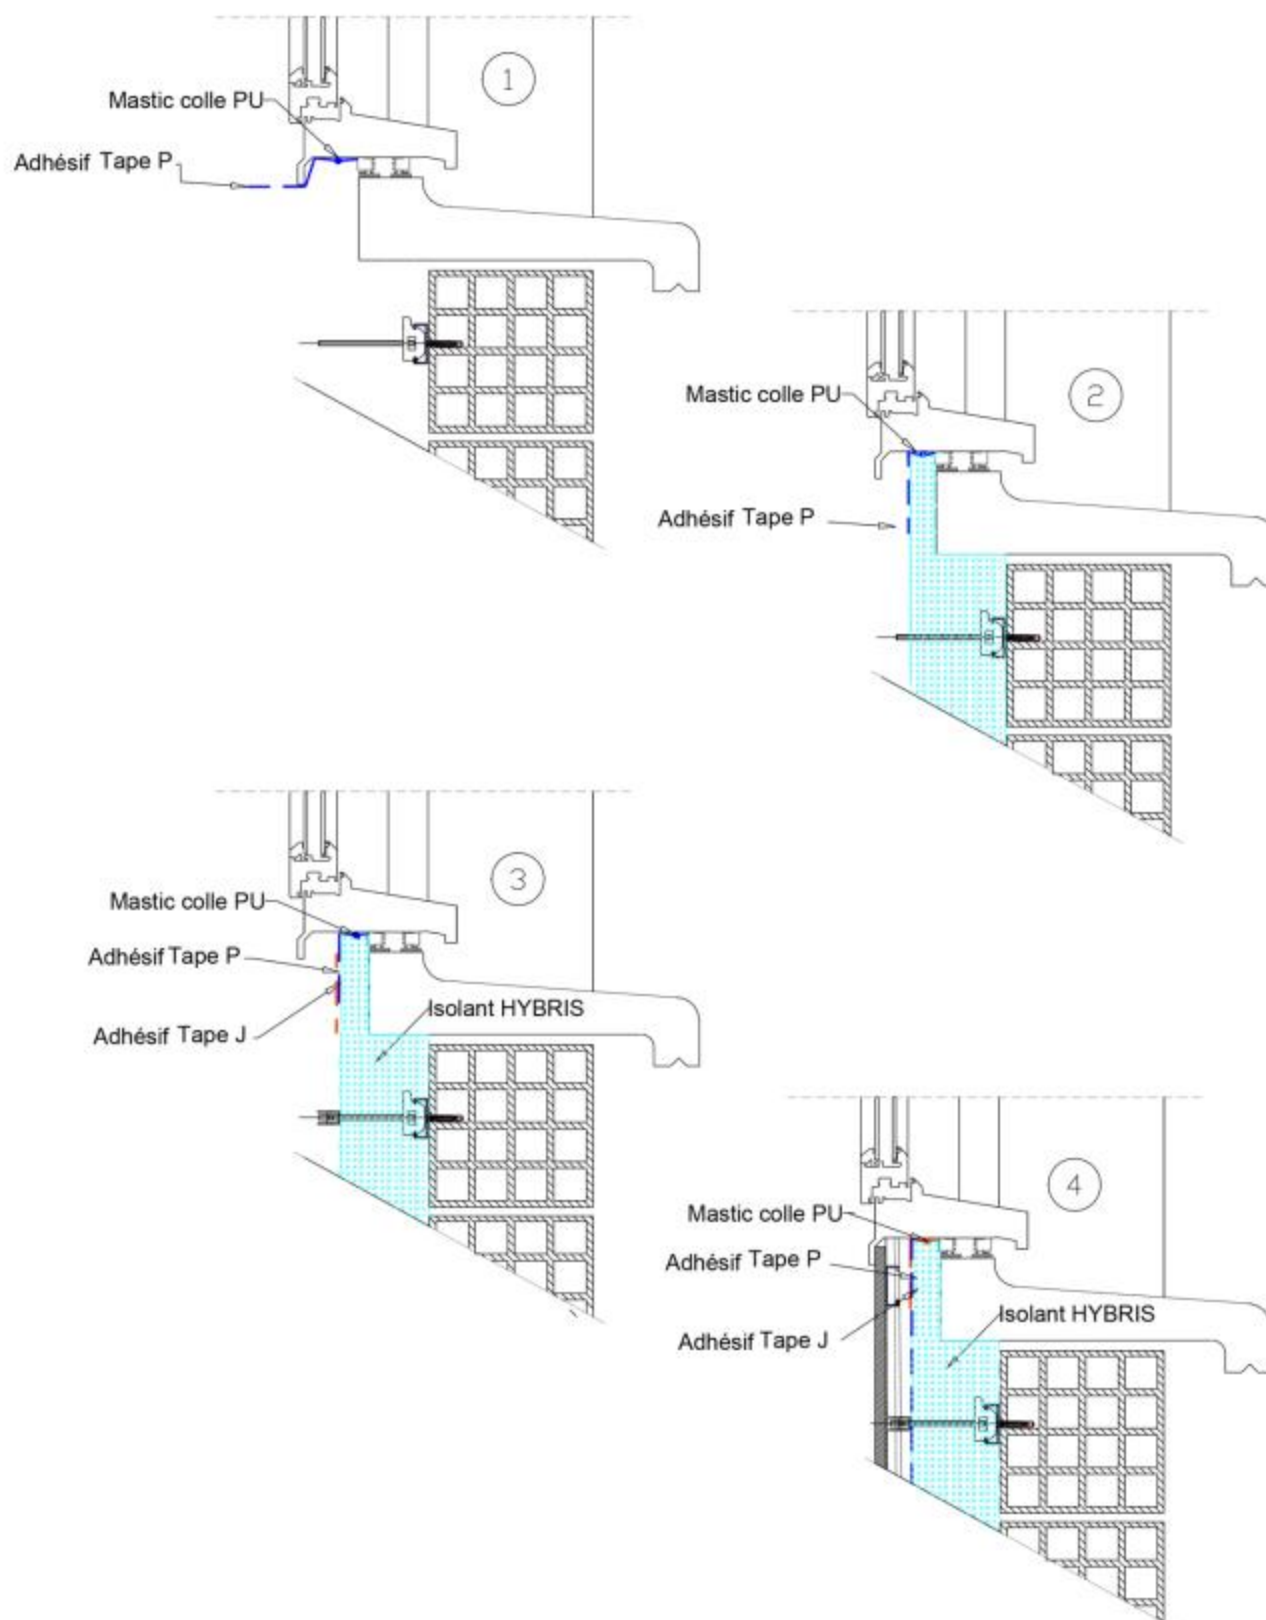 1
Mastic colle PU
Adhésif Tape P
2
Mastic colle PU
Adhésif Tape P
3
Mastic colle PU
Adhésif Tape P
Isolant HYBRIS
Adhésif Tape J
4
Mastic colle PU
Adhésif Tape P
Isolant HYBRIS
Adhésif Tape J